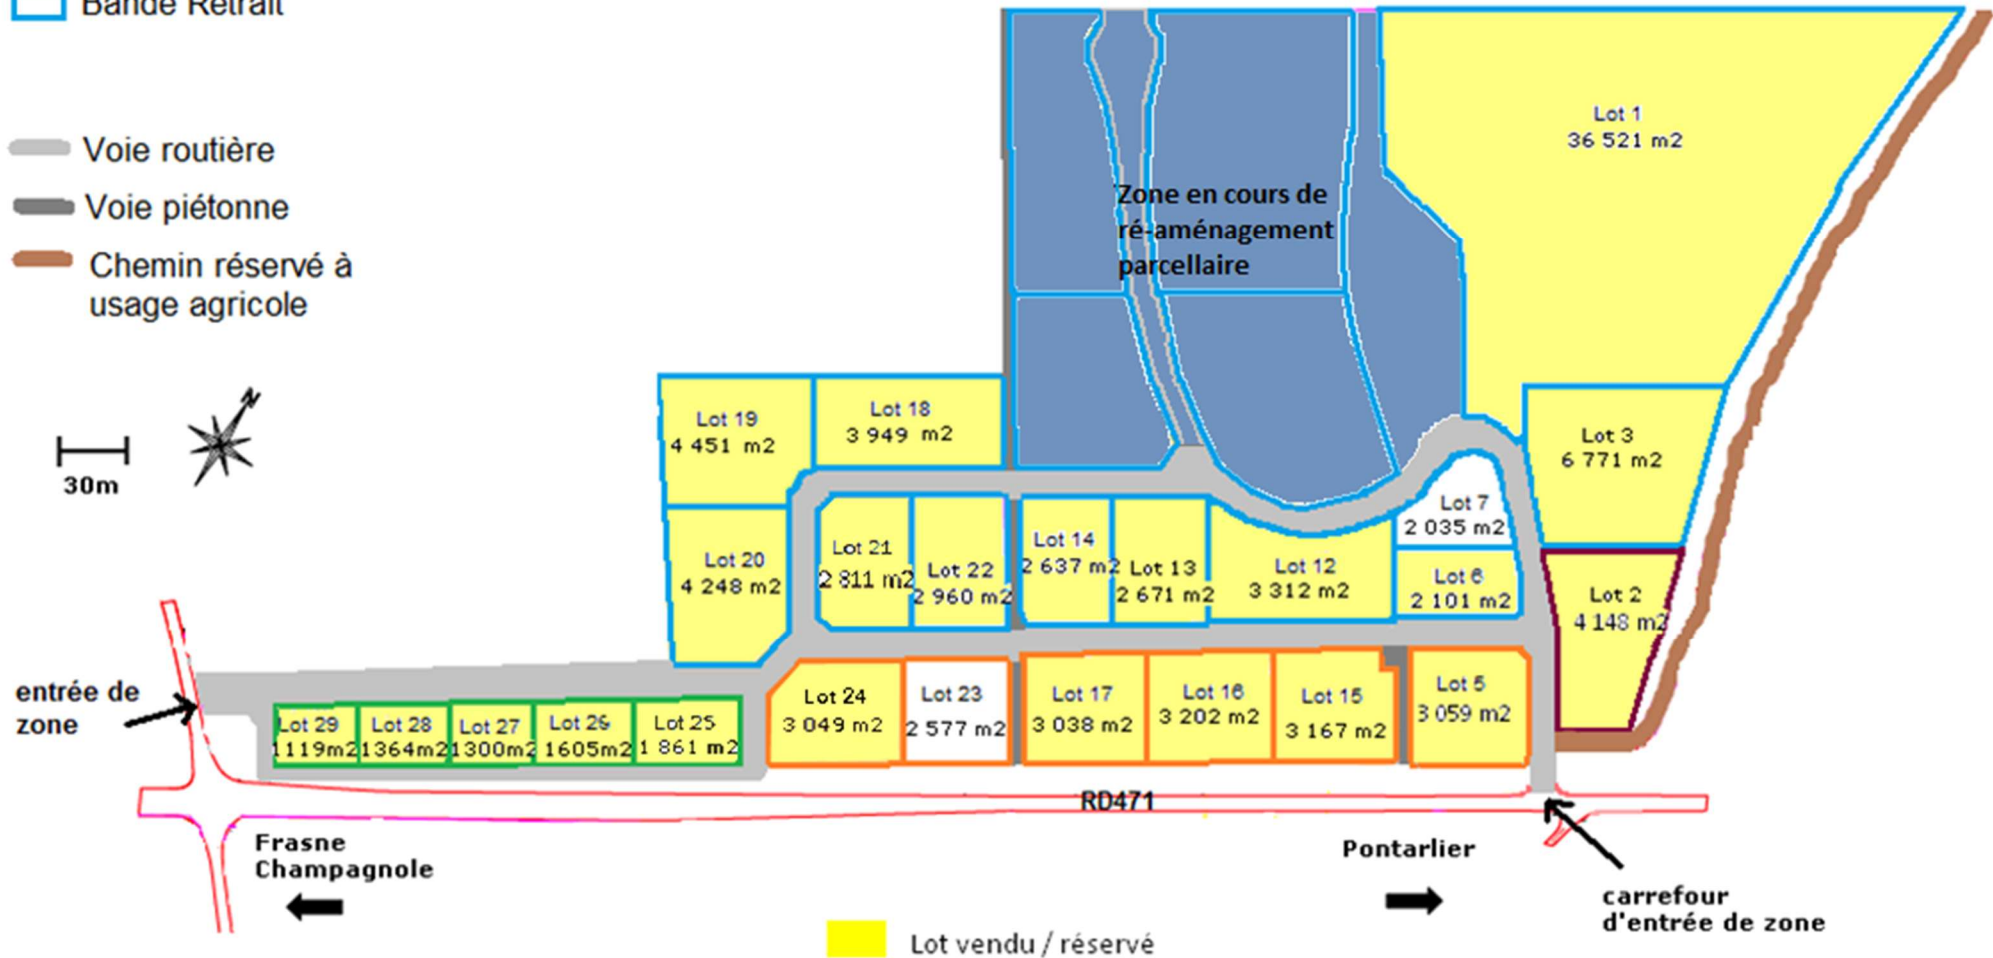 Bande Retrait
Voie routière
Voie piétonne
Chemin réservé à
usage agricole
N
30m
Lot 1
36 521 m2
Zone en cours de
ré-aménagement
parcellaire
Lot 19
4 451 m2
Lot 18
3 949 m2
Lot 3
6 771 m2
Lot 7
2 035 m2
Lot 20
4 248 m2
Lot 21
2 811 m2
Lot 22
2 960 m2
Lot 14
2 637 m2
Lot 13
2 671 m2
Lot 12
3 312 m2
Lot 6
2 101 m2
Lot 2
4 148 m2
entrée de
zone
Lot 29
1119m2
Lot 28
1364m2
Lot 27
1300m2
Lot 26
1605m2
Lot 25
1 861 m2
Lot 24
3 049 m2
Lot 23
2 577 m2
Lot 17
3 038 m2
Lot 16
3 202 m2
Lot 15
3 167 m2
Lot 5
3 059 m2
RD471
Frasne
Champagnole
Pontarlier
carrefour
d'entrée de zone
Lot vendu / réservé